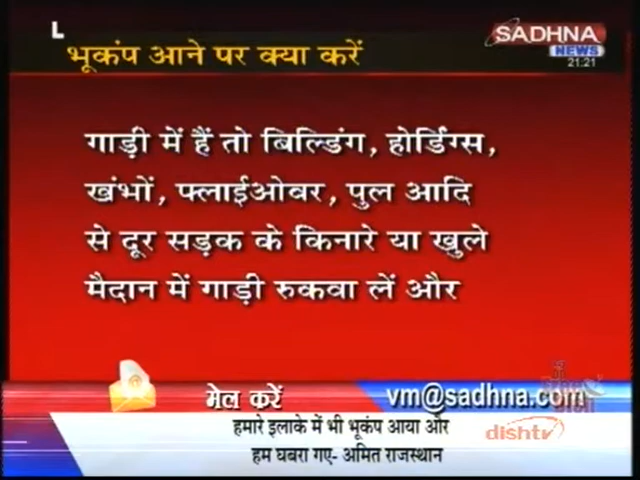 L
SADHNA
NEWS
21:21
भूकंप आने पर क्या करें
गाड़ी में हैं तो बिल्डिंग, होर्डिंग्स,
खंभों, फ्लाईओवर, पुल आदि
से दूर सड़क के किनारे या खुले
मैदान में गाड़ी रुकवा लें और
मेल करें
vm@sadhna.com
हमारे इलाके में भी भूकंप आया और
हम घबरा गए- अमित राजस्थान
dishtv